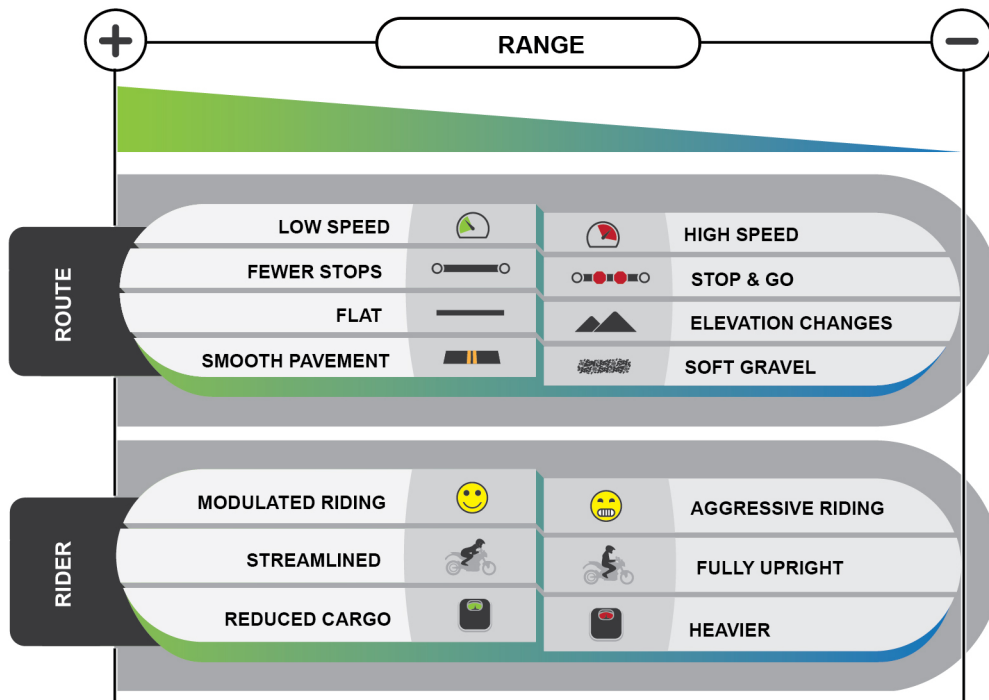 RANGE
ROUTE
LOW SPEED
HIGH SPEED
FEWER STOPS
STOP & GO
FLAT
ELEVATION CHANGES
SMOOTH PAVEMENT
SOFT GRAVEL
RIDER
MODULATED RIDING
AGGRESSIVE RIDING
STREAMLINED
FULLY UPRIGHT
REDUCED CARGO
HEAVIER